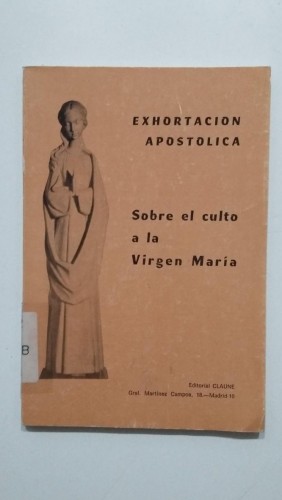 EXHORTACION
APOSTOLICA
Sobre el culto
a la
Virgen María
Editorial CLAUNE
Gral. Martínez Campos, 18.—Madrid-10
B